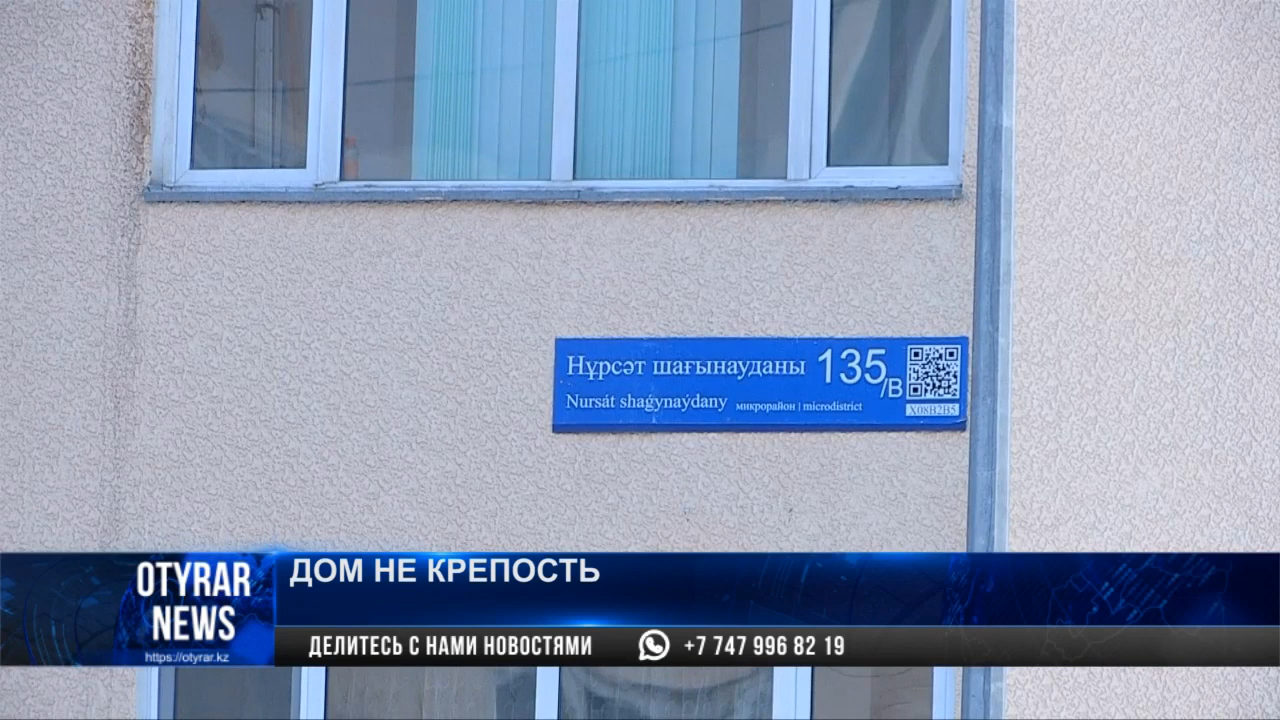 Нұрсәт шағынауданы 135/В
Nursát shaǵynaýdany микрорайон | microdistrict
X08B2B5
OTYRAR
NEWS
https://otyrar.kz
ДОМ НЕ КРЕПОСТЬ
ДЕЛИТЕСЬ С НАМИ НОВОСТЯМИ +7 747 996 82 19